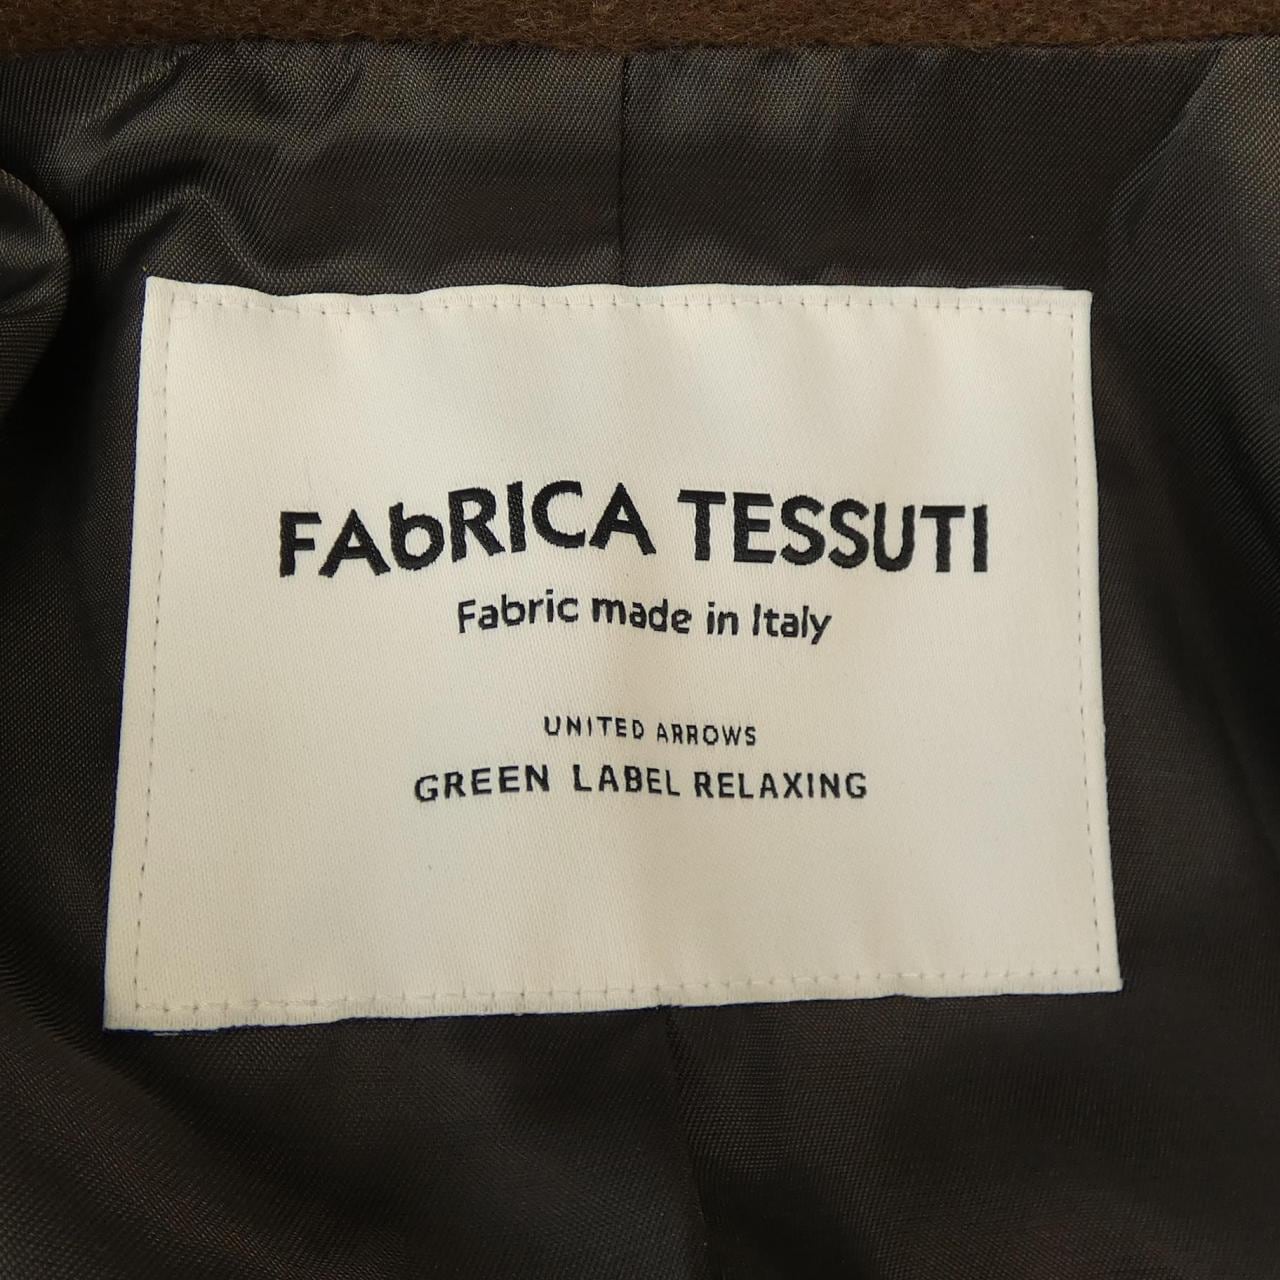 FAbRICA TESSUTI
Fabric made in Italy
UNITED ARROWS
GREEN LABEL RELAXING